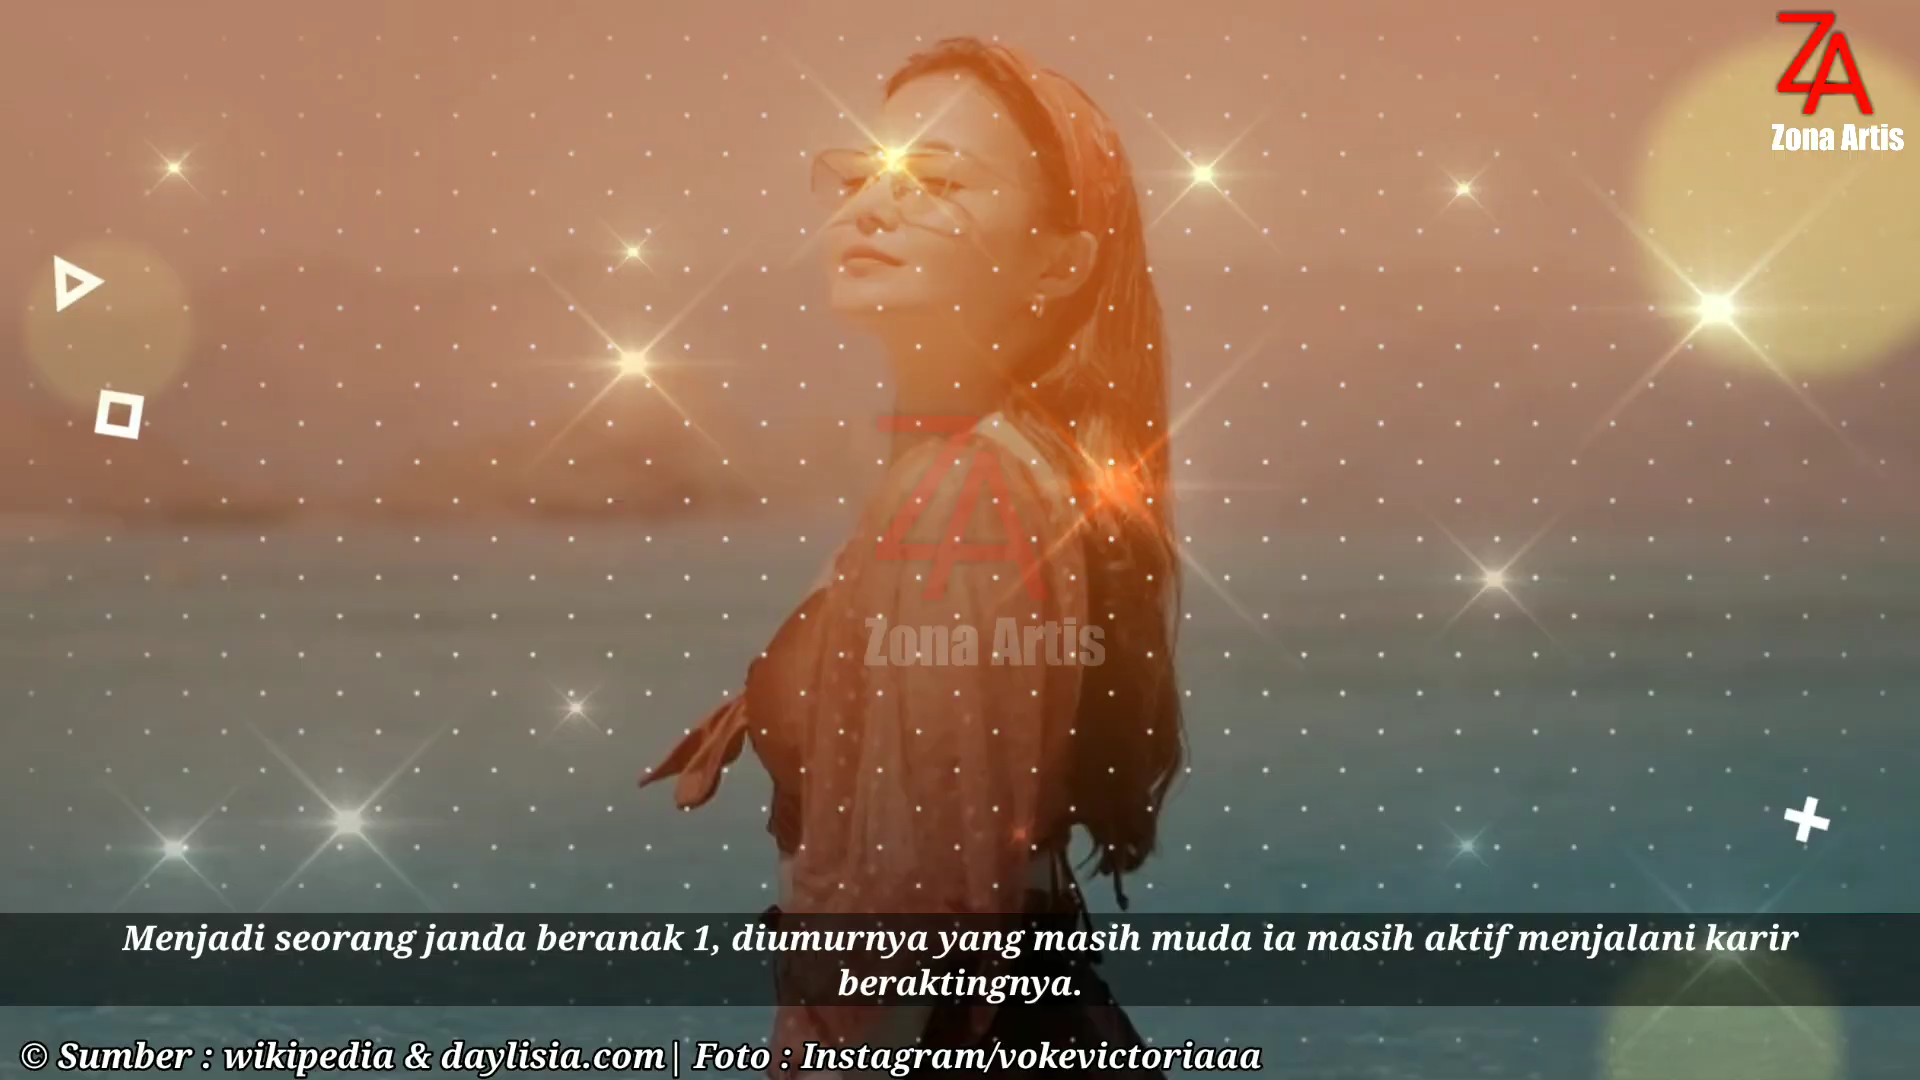 ZA
Zona Artis
ZA
Zona Artis
Menjadi seorang janda beranak 1, diumurnya yang masih muda ia masih aktif menjalani karir
beraktingnya.
© Sumber : wikipedia & daylisia.com| Foto : Instagram/vokevictoriaaa